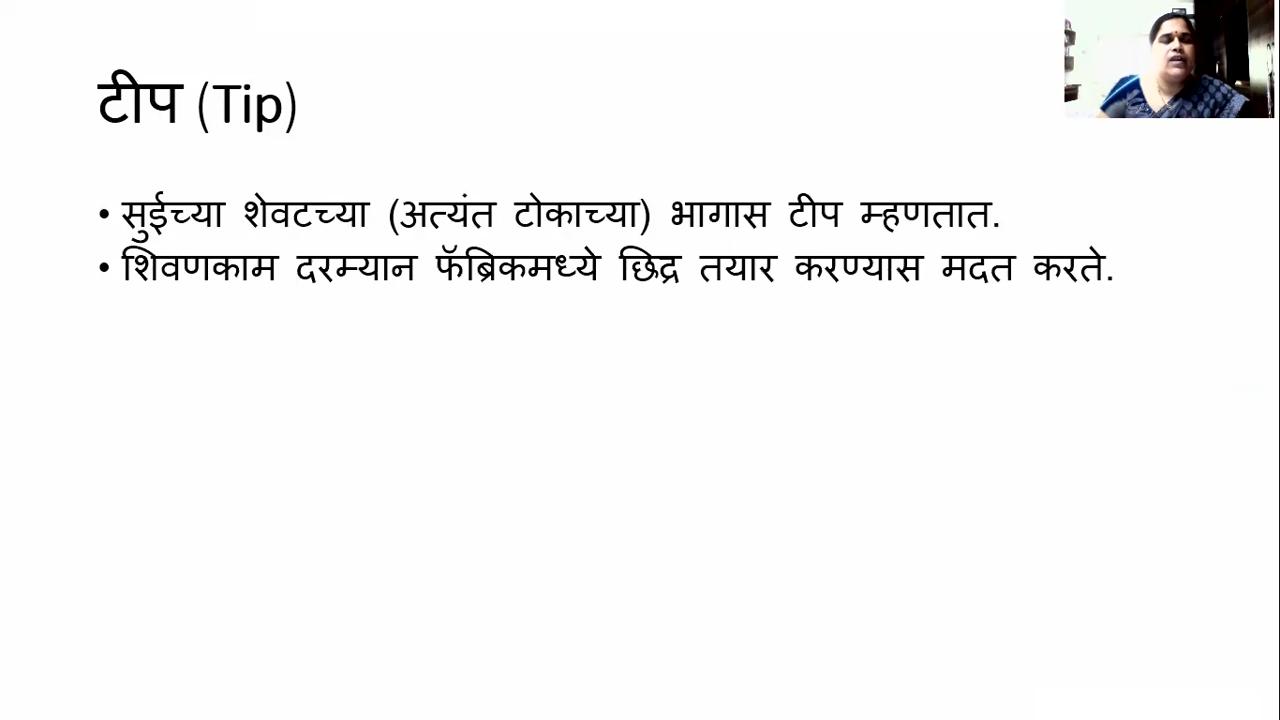 टीप (Tip)
• सुईच्या शेवटच्या (अत्यंत टोकाच्या) भागास टीप म्हणतात.
• शिवणकाम दरम्यान फॅब्रिकमध्ये छिद्र तयार करण्यास मदत करते.